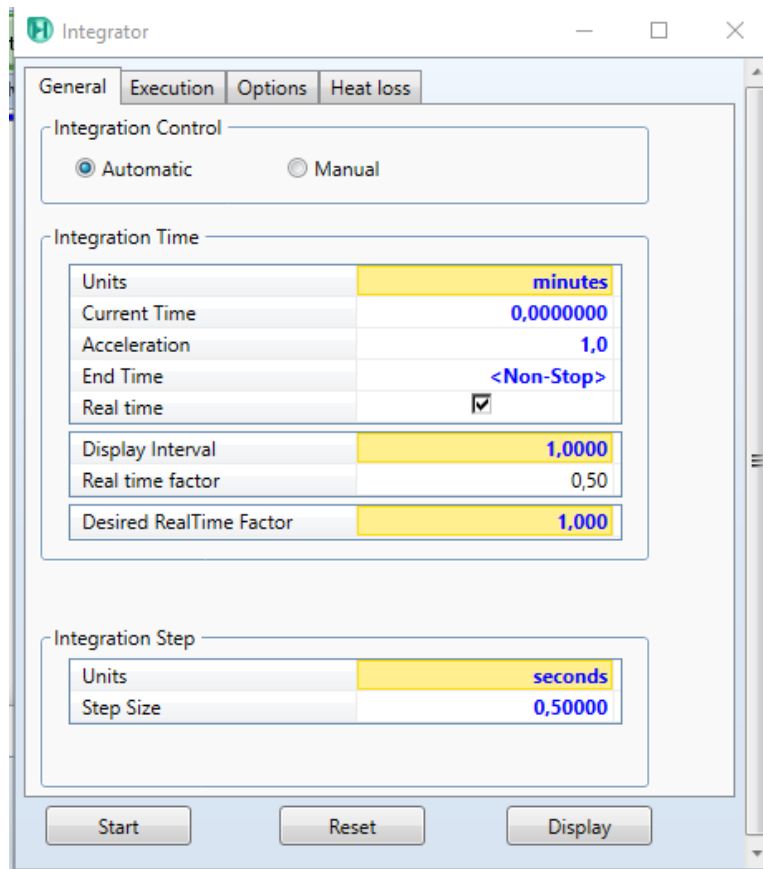 Integrator
General Execution Options Heat loss
Integration Control
Automatic Manual
Integration Time
Units minutes
Current Time 0,0000000
Acceleration 1,0
End Time <Non-Stop>
Real time
Display Interval 1,0000
Real time factor 0,50
Desired RealTime Factor 1,000
Integration Step
Units seconds
Step Size 0,50000
Start Reset Display